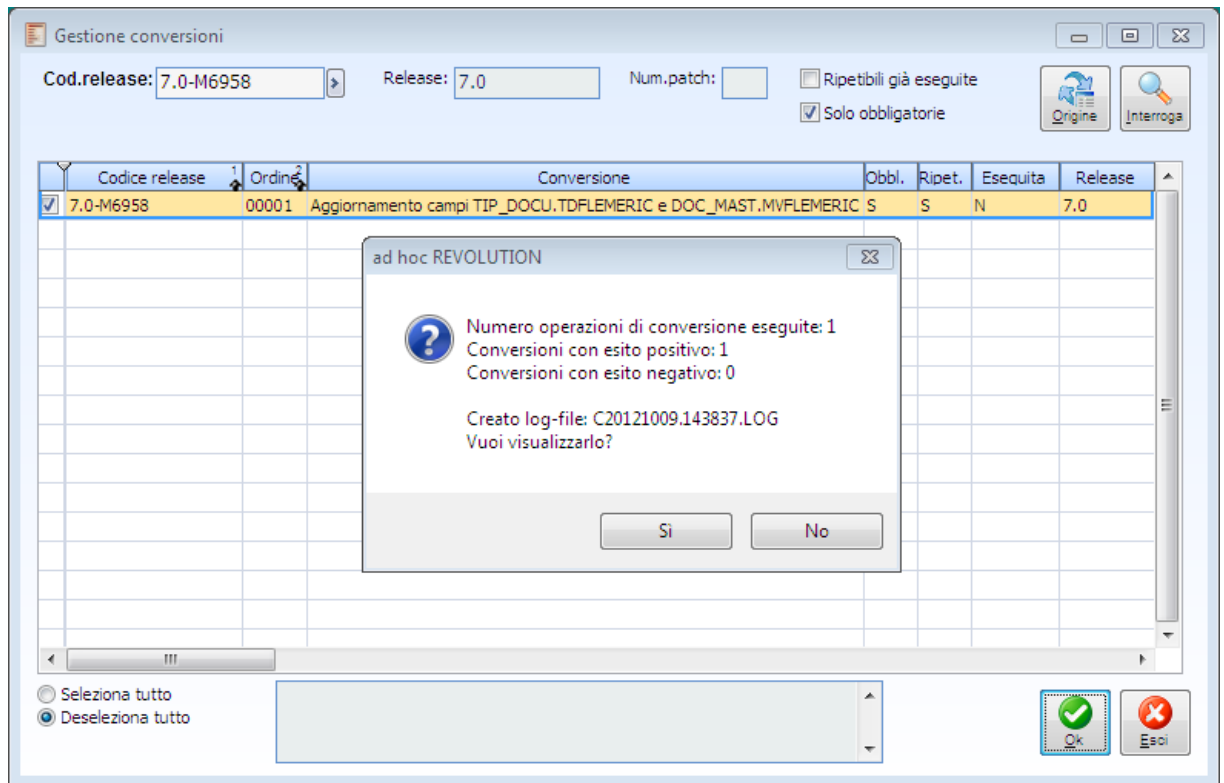 Gestione conversioni
Cod.release: 7.0-M6958 Release: 7.0 Num.patch: Ripetibili già eseguite
Solo obbligatorie
Origine Interroga
Codice release 1 Ordine 2 Conversione Obbl. Ripet. Eseguita Release
7.0-M6958 00001 Aggiornamento campi TIP_DOCU.TDFLEMERIC e DOC_MAST.MVFLEMERIC S S N 7.0
ad hoc REVOLUTION
Numero operazioni di conversione eseguite: 1
Conversioni con esito positivo: 1
Conversioni con esito negativo: 0
Creato log-file: C20121009.143837.LOG
Vuoi visualizzarlo?
Sì No
Seleziona tutto
Deseleziona tutto
Ok Esci